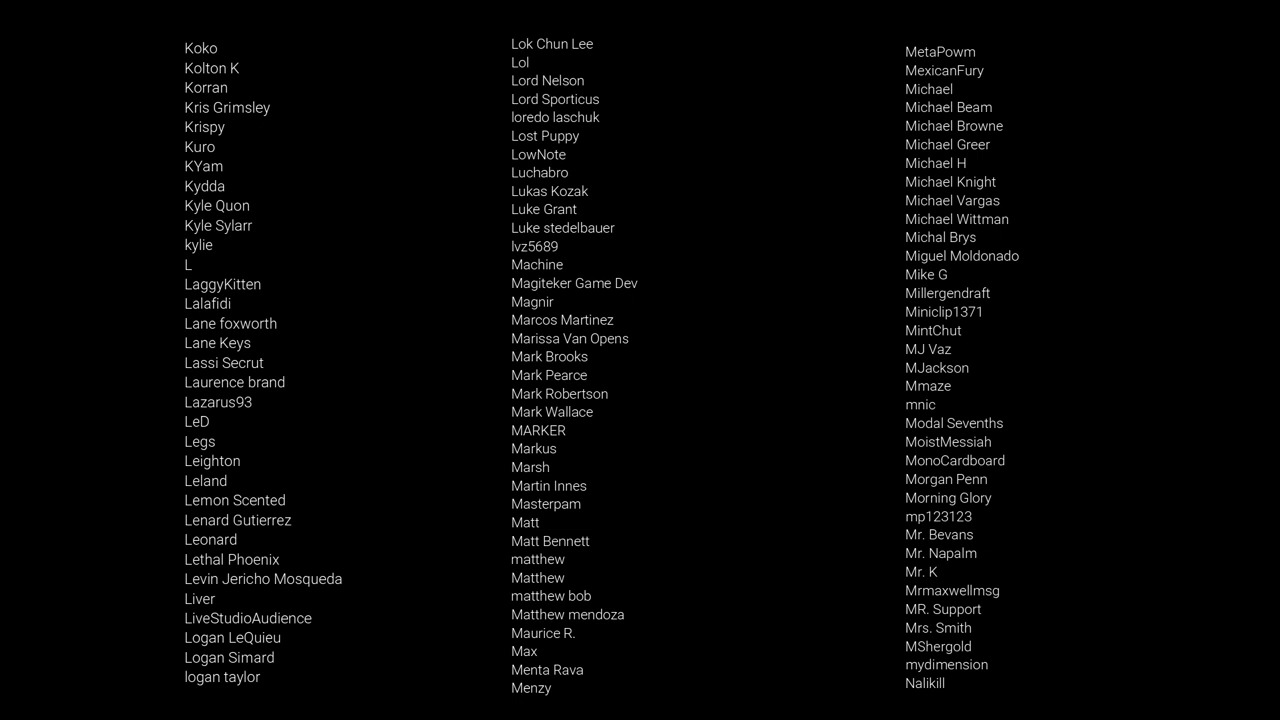 Koko
Kolton K
Korran
Kris Grimsley
Krispy
Kuro
KYam
Kydda
Kyle Quon
Kyle Sylarr
kylie
L
LaggyKitten
Lalafidi
Lane foxworth
Lane Keys
Lassi Secrut
Laurence brand
Lazarus93
LeD
Legs
Leighton
Leland
Lemon Scented
Lenard Gutierrez
Leonard
Lethal Phoenix
Levin Jericho Mosqueda
Liver
LiveStudioAudience
Logan LeQuieu
Logan Simard
logan taylor
Lok Chun Lee
Lol
Lord Nelson
Lord Sporticus
loredo laschuk
Lost Puppy
LowNote
Luchabro
Lukas Kozak
Luke Grant
Luke stedelbauer
lvz5689
Machine
Magiteker Game Dev
Magnir
Marcos Martinez
Marissa Van Opens
Mark Brooks
Mark Pearce
Mark Robertson
Mark Wallace
MARKER
Markus
Marsh
Martin Innes
Masterpam
Matt
Matt Bennett
matthew
Matthew
matthew bob
Matthew mendoza
Maurice R.
Max
Menta Rava
Menzy
MetaPowm
MexicanFury
Michael
Michael Beam
Michael Browne
Michael Greer
Michael H
Michael Knight
Michael Vargas
Michael Wittman
Michal Brys
Miguel Moldonado
Mike G
Millergendraft
Miniclip1371
MintChut
MJ Vaz
MJackson
Mmaze
mnic
Modal Sevenths
MoistMessiah
MonoCardboard
Morgan Penn
Morning Glory
mp123123
Mr. Bevans
Mr. Napalm
Mr. K
Mrmaxwellmsg
MR. Support
Mrs. Smith
MShergold
mydimension
Nalikill